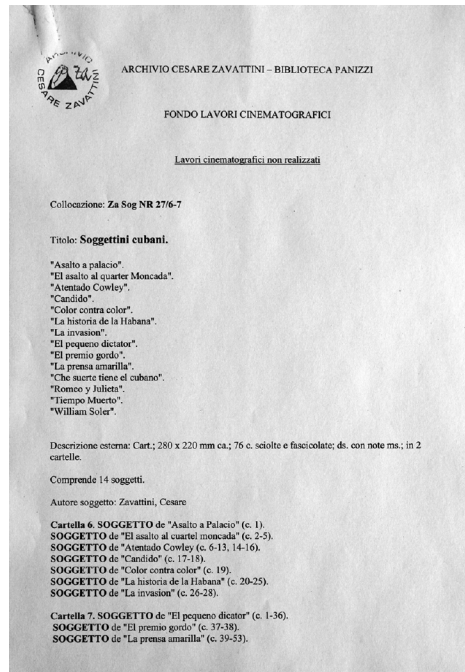 ARCHIVIO CESARE ZAVATTINI
za
ARCHIVIO CESARE ZAVATTINI – BIBLIOTECA PANIZZI
FONDO LAVORI CINEMATOGRAFICI
Lavori cinematografici non realizzati
Collocazione: Za Sog NR 27/6-7
Titolo: Soggettini cubani.
"Asalto a palacio".
"El asalto al quarter Moncada".
"Atentado Cowley".
"Candido".
"Color contra color".
"La historia de la Habana".
"La invasion".
"El pequeno dictator".
"El premio gordo".
"La prensa amarilla".
"Che suerte tiene el cubano".
"Romeo y Julieta".
"Tiempo Muerto".
"William Soler".
Descrizione esterna: Cart.; 280 x 220 mm ca.; 76 c. sciolte e fascicolate; ds. con note ms.; in 2
cartelle.
Comprende 14 soggetti.
Autore soggetto: Zavattini, Cesare
Cartella 6. SOGGETTO de "Asalto a Palacio" (c. 1).
SOGGETTO de "El asalto al cuartel moncada" (c. 2-5).
SOGGETTO de "Atentado Cowley (c. 6-13, 14-16).
SOGGETTO de "Candido" (c. 17-18).
SOGGETTO de "Color contra color" (c. 19).
SOGGETTO de "La historia de la Habana" (c. 20-25).
SOGGETTO de "La invasion" (c. 26-28).
Cartella 7. SOGGETTO de "El pequeno dicator" (c. 1-36).
SOGGETTO de "El premio gordo" (c. 37-38).
SOGGETTO de "La prensa amarilla" (c. 39-53).